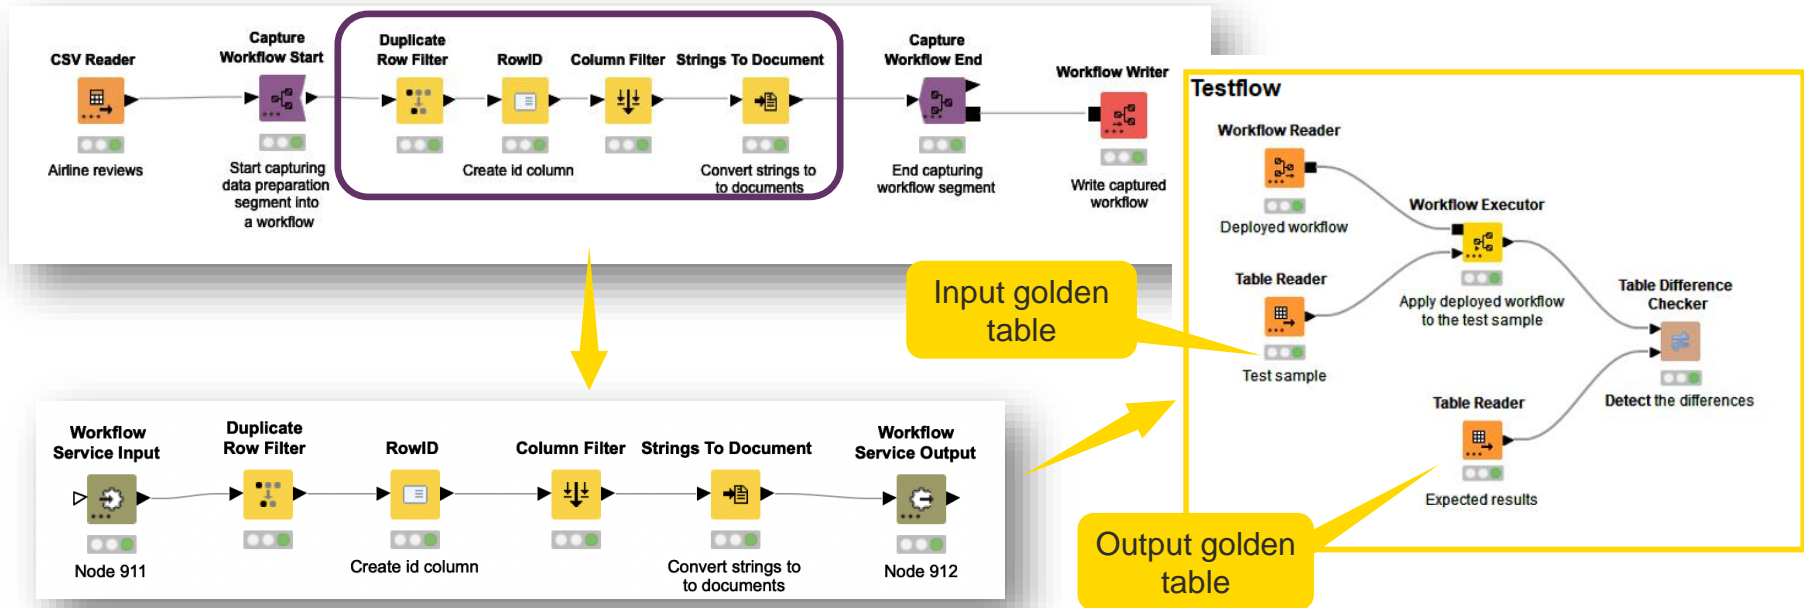 CSV Reader
Airline reviews
Capture
Workflow Start
Start capturing
data preparation
segment into
a workflow
Duplicate
Row Filter
RowID
Create id column
Column Filter
Strings To Document
Convert strings to
to documents
Capture
Workflow End
End capturing
workflow segment
Workflow Writer
Write captured
workflow
Workflow
Service Input
Node 911
Duplicate
Row Filter
RowID
Create id column
Column Filter
Strings To Document
Convert strings to
to documents
Workflow
Service Output
Node 912
Input golden
table
Output golden
table
Testflow
Workflow Reader
Deployed workflow
Table Reader
Test sample
Workflow Executor
Apply deployed workflow
to the test sample
Table Difference
Checker
Detect the differences
Table Reader
Expected results